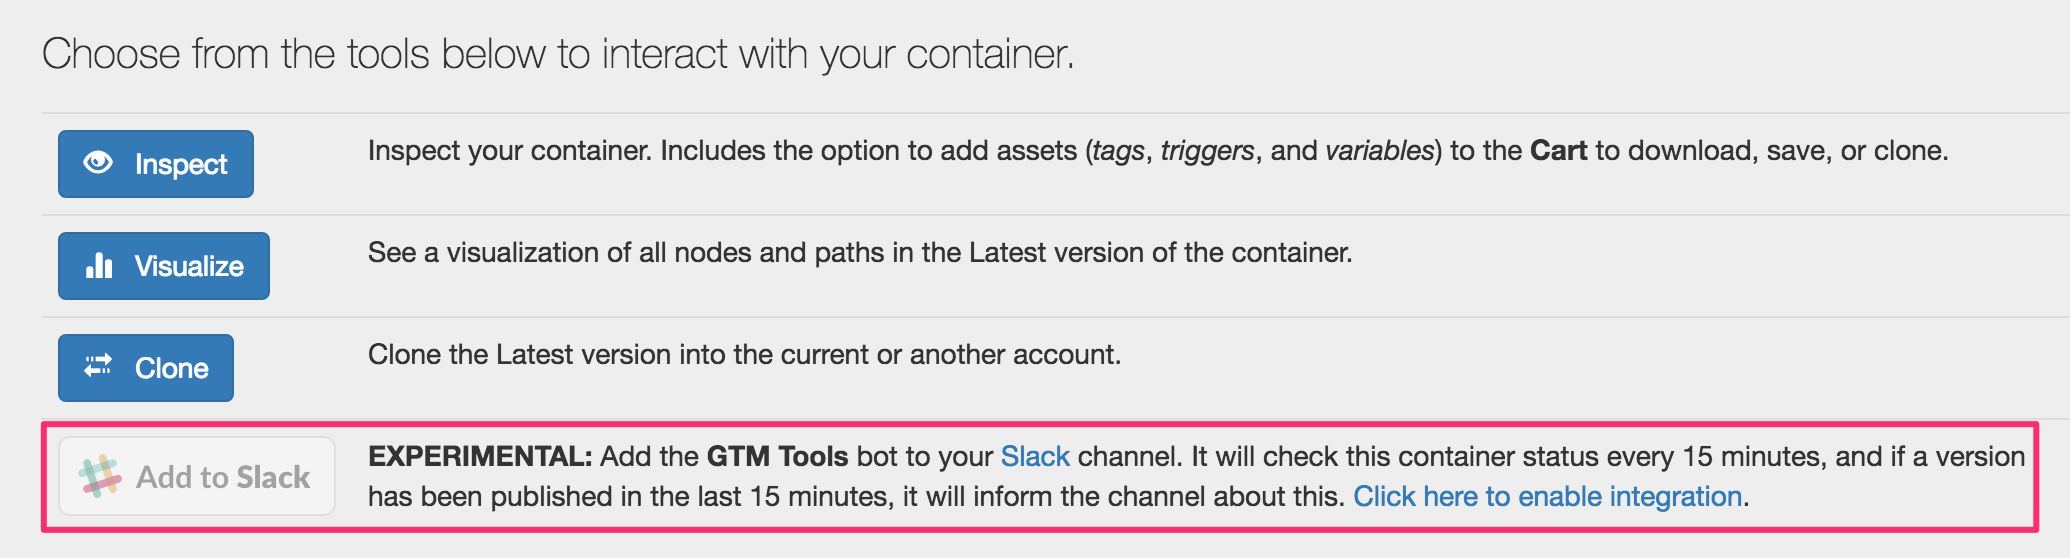 Choose from the tools below to interact with your container.
Inspect
Inspect your container. Includes the option to add assets (tags, triggers, and variables) to the Cart to download, save, or clone.
Visualize
See a visualization of all nodes and paths in the Latest version of the container.
Clone
Clone the Latest version into the current or another account.
Add to Slack
EXPERIMENTAL: Add the GTM Tools bot to your Slack channel. It will check this container status every 15 minutes, and if a version
has been published in the last 15 minutes, it will inform the channel about this. Click here to enable integration.